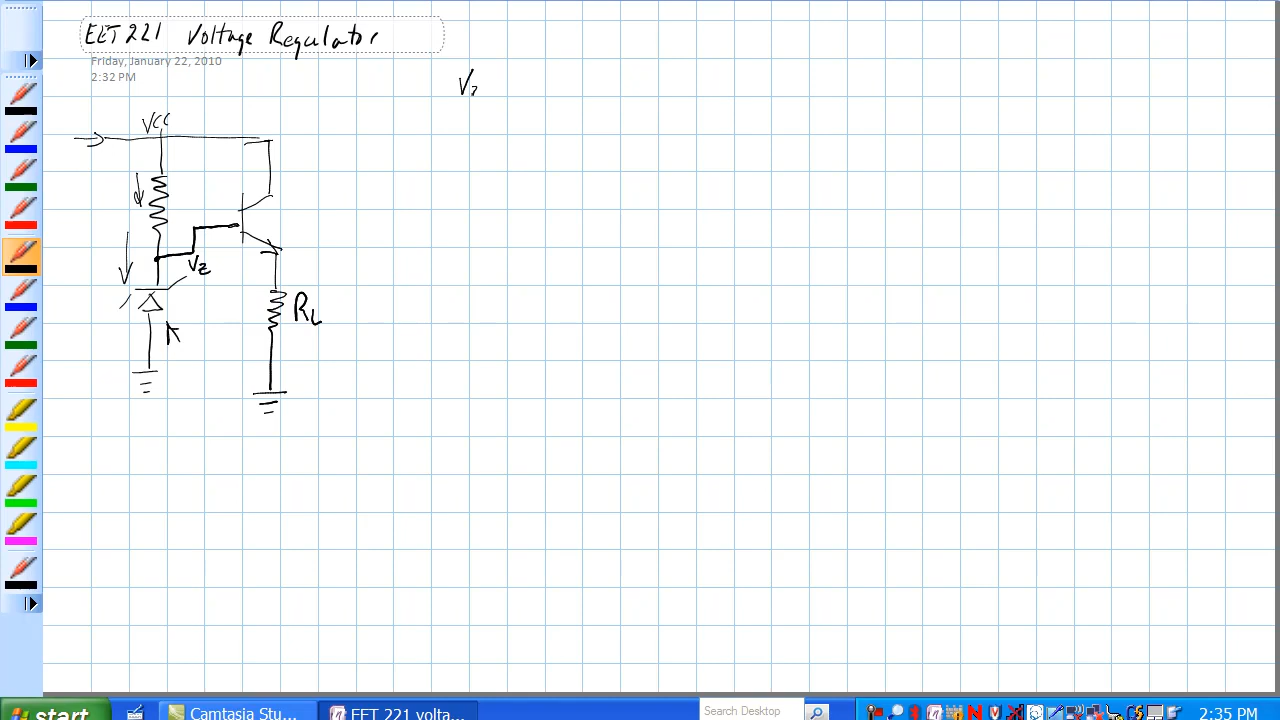 EET 221 Voltage Regulator
Friday, January 22, 2010
2:32 PM
VCC
VZ
RL
start
Camtasia Stu...
EET 221 volta...
Search Desktop
2:35 PM